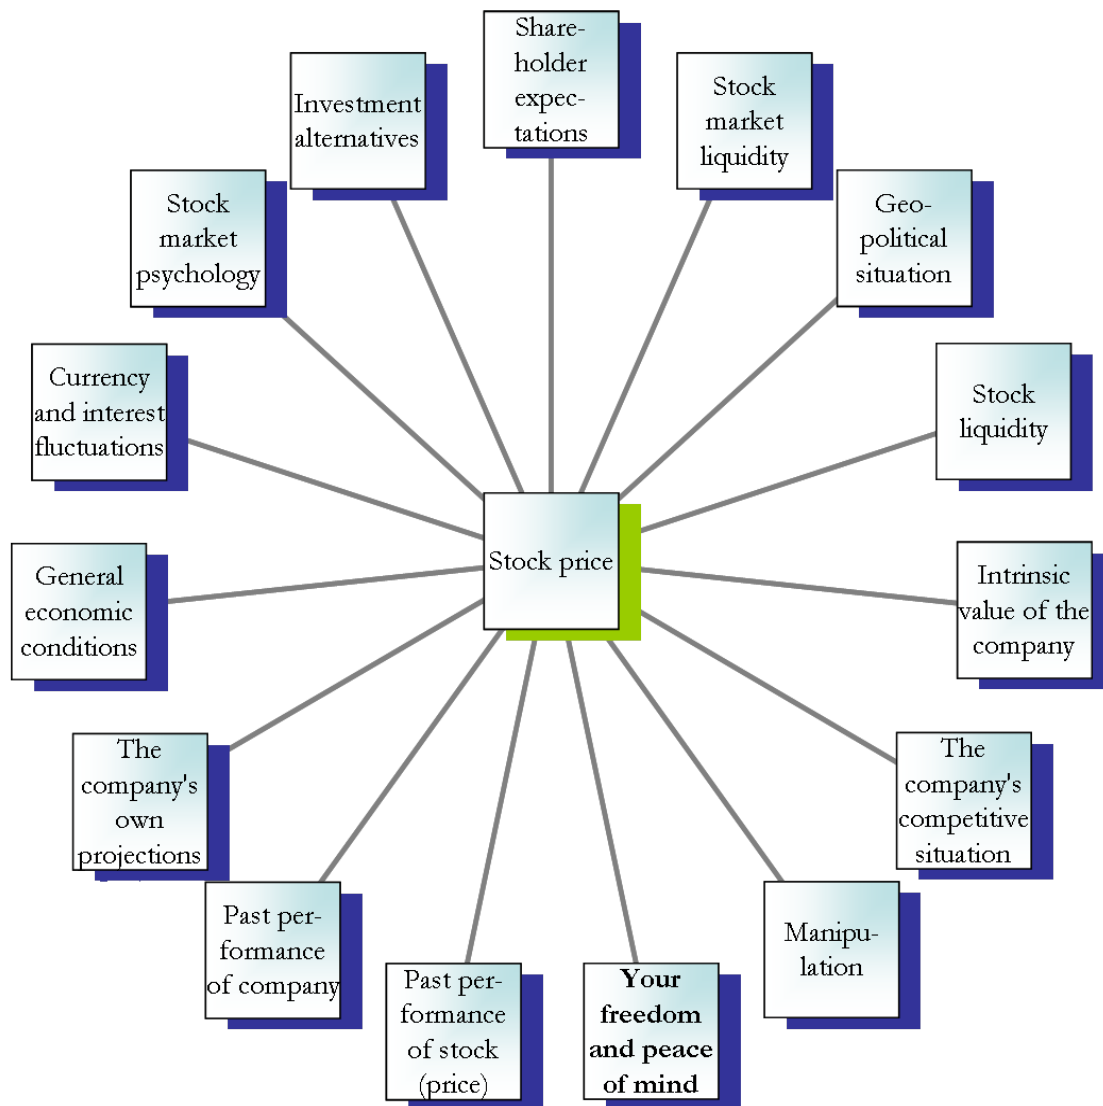 Share-
holder
expec-
tations
Stock
market
liquidity
Geo-
political
situation
Stock
liquidity
Intrinsic
value of the
company
The
company's
competitive
situation
Manipu-
lation
Your
freedom
and peace
of mind
Past per-
formance
of stock
(price)
Past per-
formance
of company
The
company's
own
projections
General
economic
conditions
Currency
and interest
fluctuations
Stock
market
psychology
Investment
alternatives
Stock price